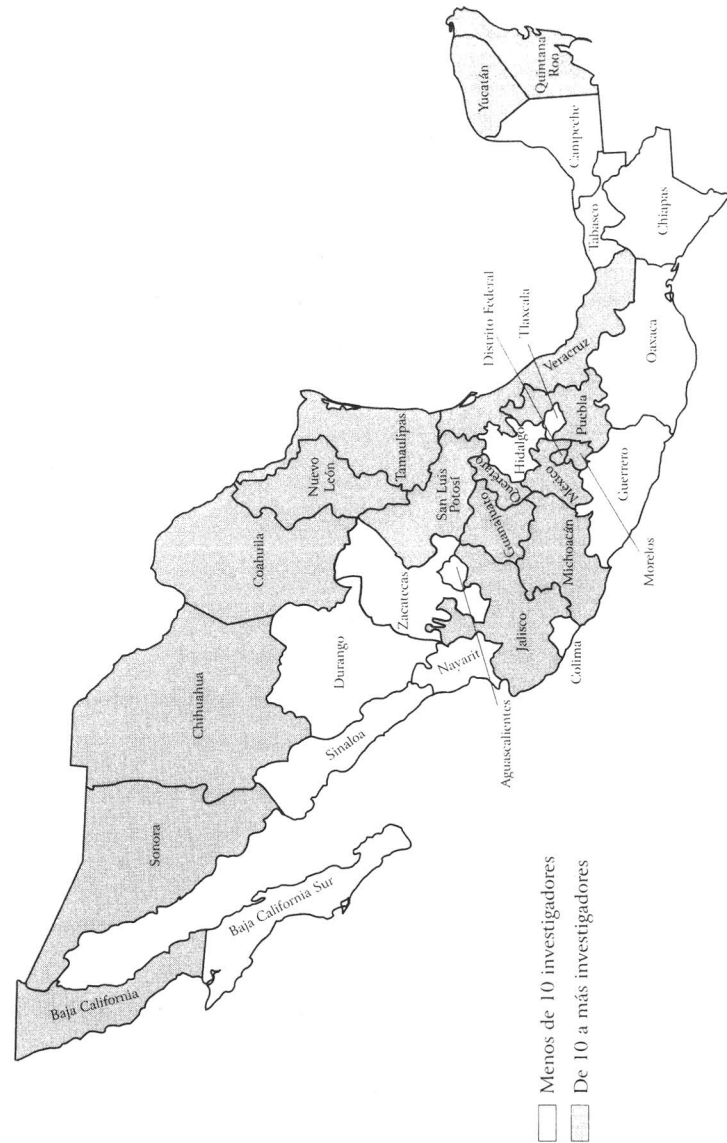 Baja California
Baja California Sur
Sonora
Chihuahua
Sinaloa
Durango
Coahuila
Nuevo
León
Tamaulipas
Zacatecas
San Luis
Potosí
Nayarit
Aguascalientes
Jalisco
Colima
Guanajuato
Querétaro
Michoacán
Hidalgo
México
Distrito Federal
Tlaxcala
Morelos
Puebla
Veracruz
Guerrero
Oaxaca
Tabasco
Chiapas
Campeche
Yucatán
Quintana
Roo
Menos de 10 investigadores
De 10 a más investigadores